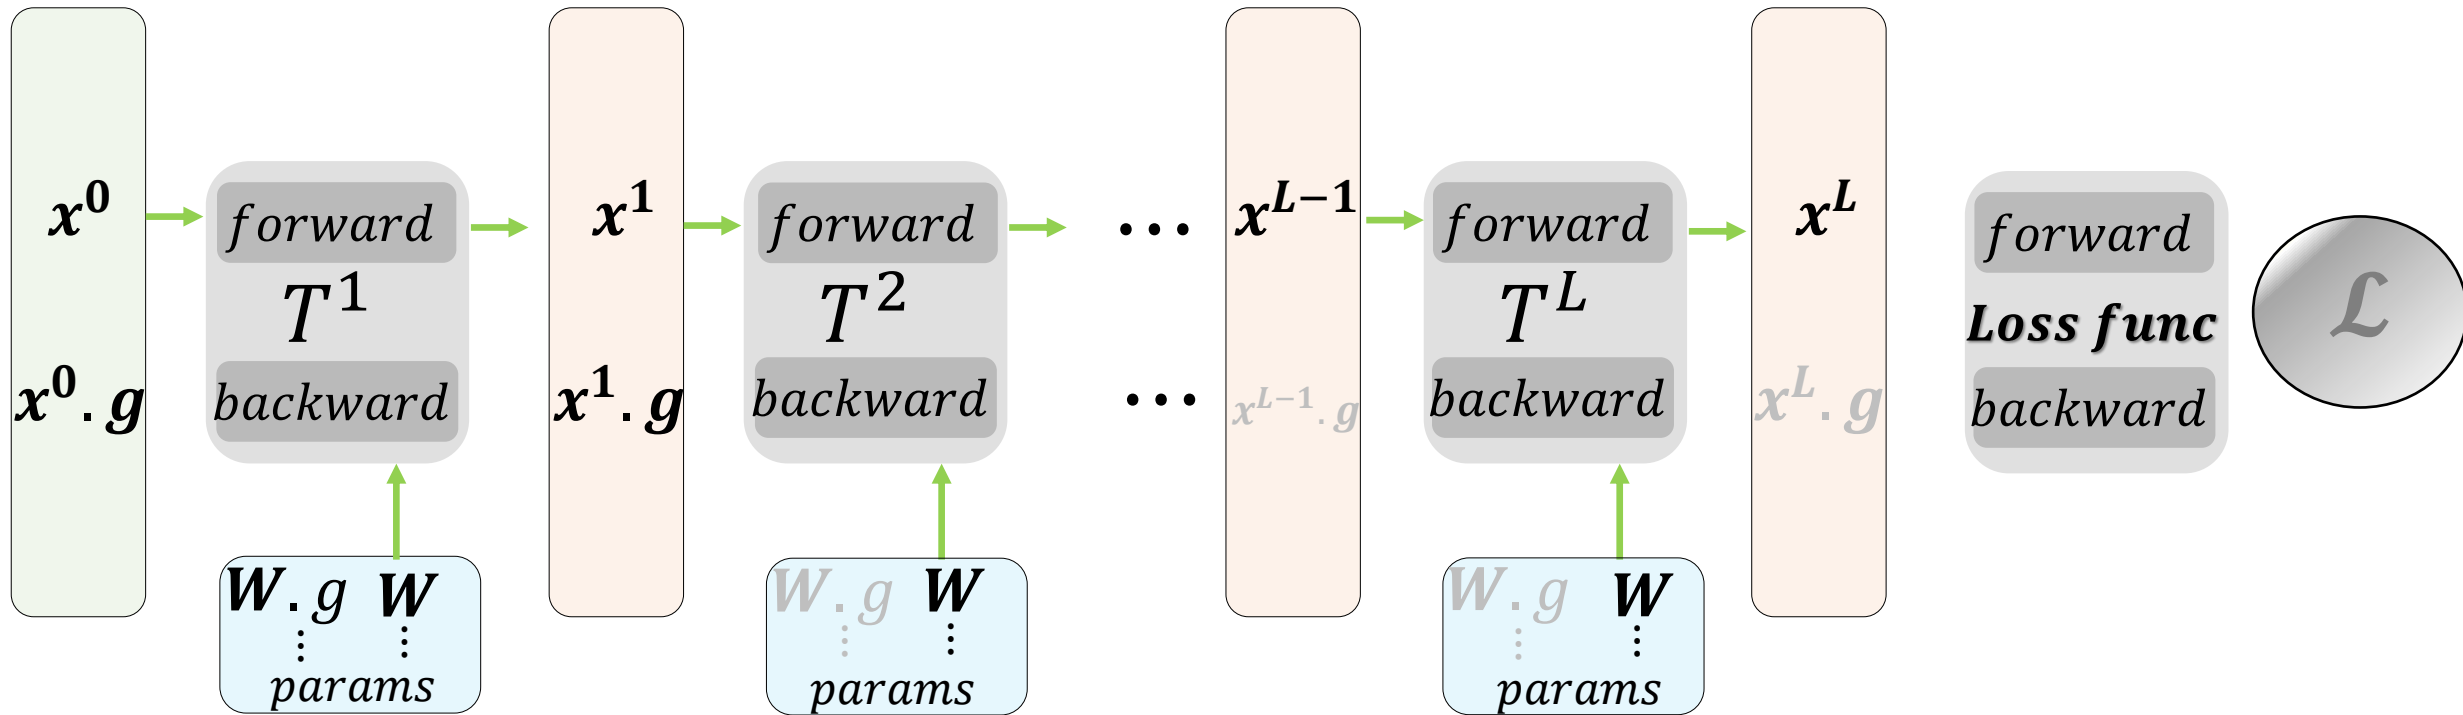 x^0
x^0.g
forward
T^1
backward
W.g W
⋮ ⋮
params
x^1
x^1.g
forward
T^2
backward
W.g W
⋮ ⋮
params
...
...
x^{L-1}
x^{L-1}.g
forward
T^L
backward
W.g W
⋮ ⋮
params
x^L
x^L.g
forward
Loss func
backward
ℒ